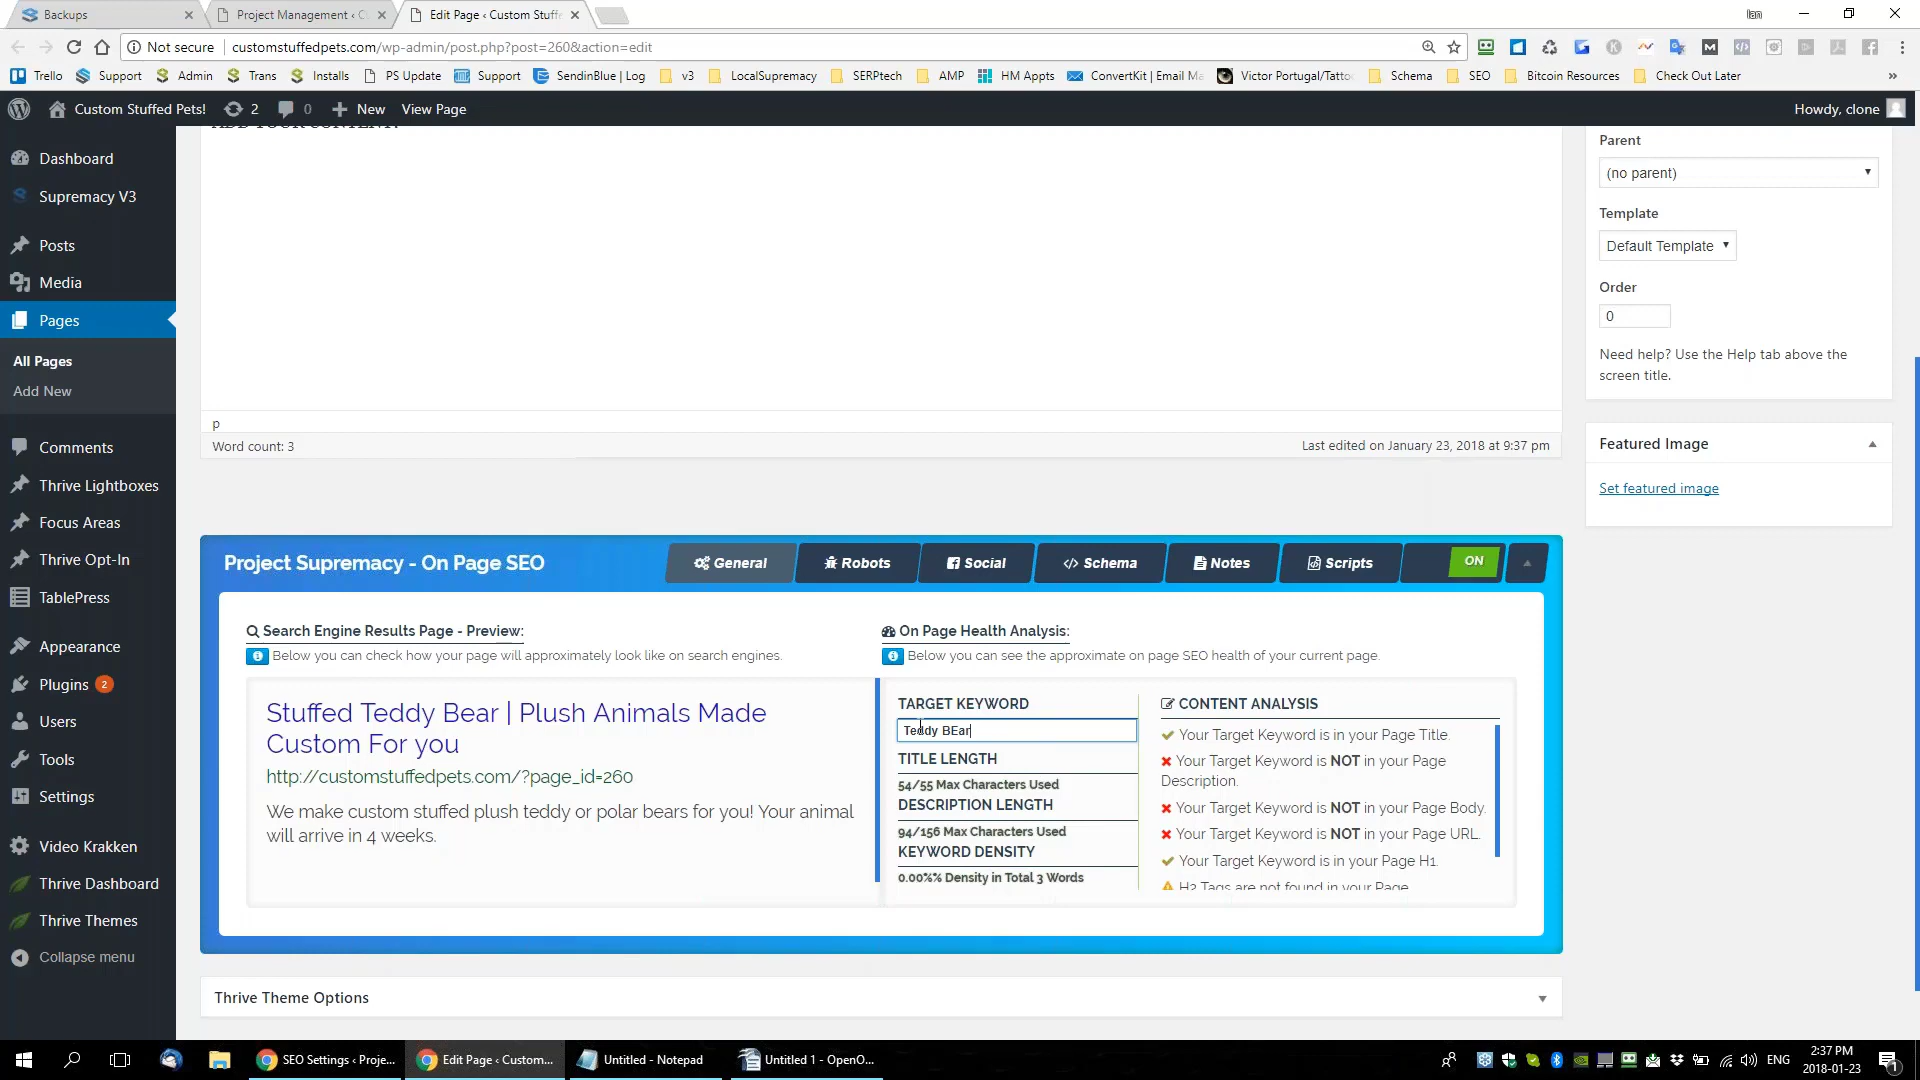 Backups
Project Management ‹ C
Edit Page ‹ Custom Stuff
Ian
Not secure
customstuffedpets.com/wp-admin/post.php?post=260&action=edit
Trello
Support
Admin
Trans
Installs
PS Update
Support
SendinBlue | Log
v3
LocalSupremacy
SERPtech
AMP
HM Appts
ConvertKit | Email Ma
Victor Portugal/Tatto
Schema
SEO
Bitcoin Resources
Check Out Later
»
Custom Stuffed Pets!
2
0
New
View Page
Howdy, clone
Dashboard
Supremacy V3
Posts
Media
Pages
All Pages
Add New
Comments
Thrive Lightboxes
Focus Areas
Thrive Opt-In
TablePress
Appearance
Plugins 2
Users
Tools
Settings
Video Krakken
Thrive Dashboard
Thrive Themes
Collapse menu
ADD YOUR CONTENT!
p
Word count: 3
Last edited on January 23, 2018 at 9:37 pm
Parent
(no parent)
Template
Default Template
Order
0
Need help? Use the Help tab above the
screen title.
Featured Image
Set featured image
Project Supremacy - On Page SEO
General
Robots
Social
Schema
Notes
Scripts
ON
Search Engine Results Page - Preview:
Below you can check how your page will approximately look like on search engines.
Stuffed Teddy Bear | Plush Animals Made
Custom For you
http://customstuffedpets.com/?page_id=260
We make custom stuffed plush teddy or polar bears for you! Your animal
will arrive in 4 weeks.
On Page Health Analysis:
Below you can see the approximate on page SEO health of your current page.
TARGET KEYWORD
Teddy BEar
TITLE LENGTH
54/55 Max Characters Used
DESCRIPTION LENGTH
94/156 Max Characters Used
KEYWORD DENSITY
0.00%% Density in Total 3 Words
CONTENT ANALYSIS
Your Target Keyword is in your Page Title.
Your Target Keyword is NOT in your Page
Description.
Your Target Keyword is NOT in your Page Body.
Your Target Keyword is NOT in your Page URL.
Your Target Keyword is in your Page H1.
H2 Tags are not found in your Page
Thrive Theme Options
SEO Settings ‹ Proje...
Edit Page ‹ Custom...
Untitled - Notepad
Untitled 1 - OpenO...
ENG
2:37 PM
2018-01-23
1